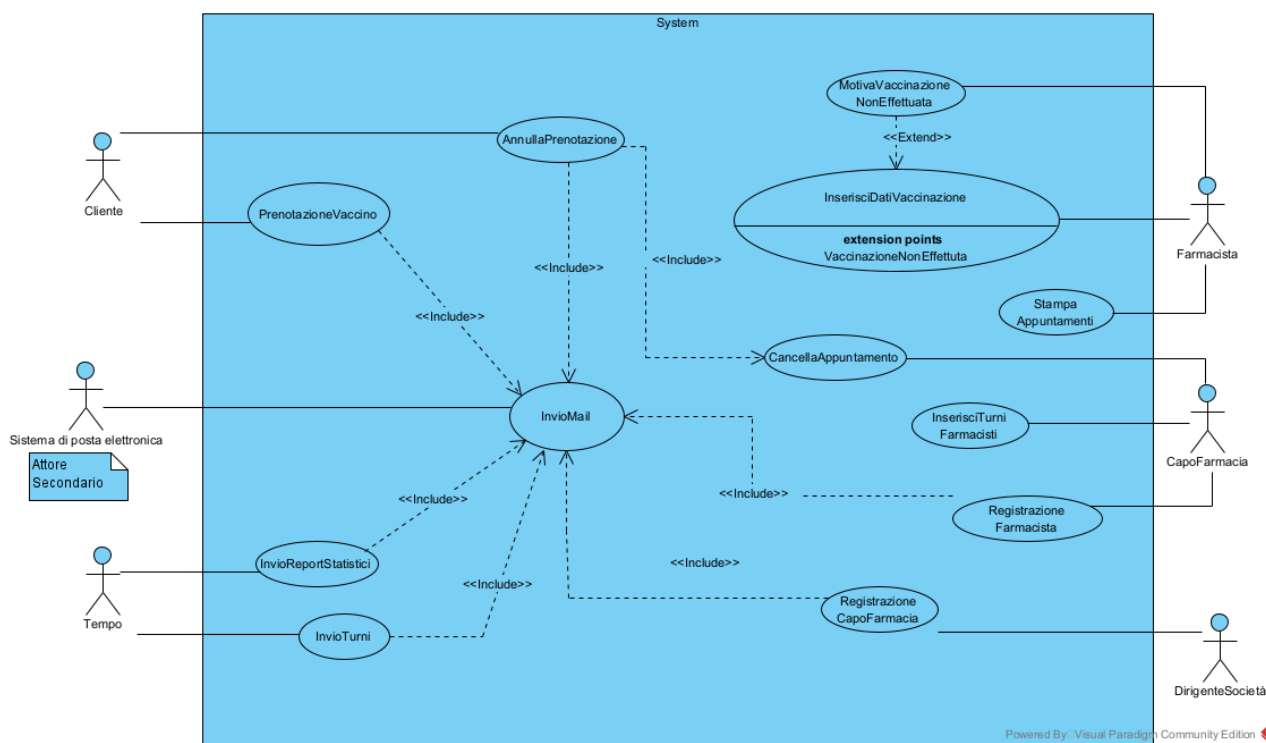 System
MotivaVaccinazione
NonEffettuata
<<Extend>>
AnnullaPrenotazione
InserisciDatiVaccinazione
extension points
VaccinazioneNonEffettuta
Cliente
PrenotazioneVaccino
Farmacista
<<Include>>
<<Include>>
<<Include>>
Stampa
Appuntamenti
CancellaAppuntamento
InvioMail
InserisciTurni
Farmacisti
Sistema di posta elettronica
Attore
Secondario
CapoFarmacia
<<Include>>
<<Include>>
Registrazione
Farmacista
InvioReportStatistici
<<Include>>
<<Include>>
Registrazione
CapoFarmacia
Tempo
InvioTurni
DirigenteSocietà
Powered By: Visual Paradigm Community Edition